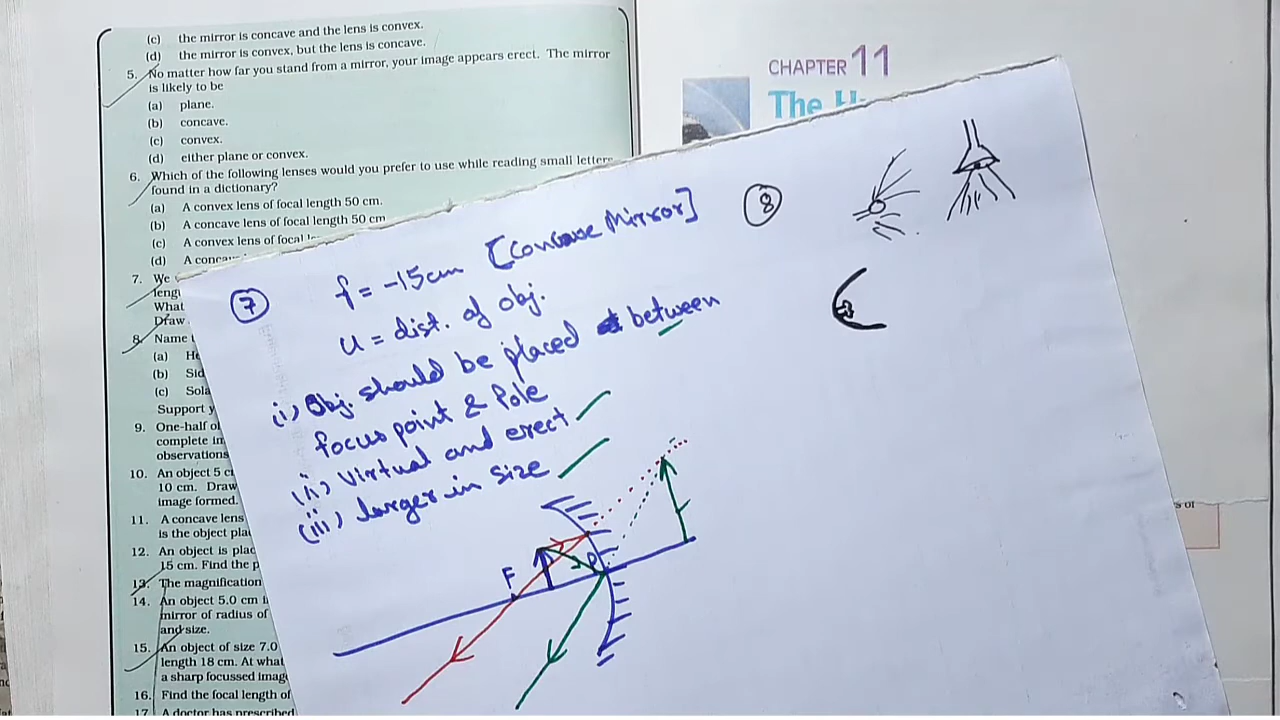 (c) the mirror is concave and the lens is convex.
(d) the mirror is convex, but the lens is concave.
5. No matter how far you stand from a mirror, your image appears erect. The mirror
is likely to be
(a) plane.
(b) concave.
(c) convex.
(d) either plane or convex.
6. Which of the following lenses would you prefer to use while reading small letters
found in a dictionary?
(a) A convex lens of focal length 50 cm.
(b) A concave lens of focal length 50 cm
(c) A convex lens of focal
(d) A conca
7. We
leng
What
Draw
8. Name
(a) He
(b) Sid
(c) Sola
Support y
9. One-half o
complete im
observations
10. An object 5 c
10 cm. Draw
image formed.
11. A concave lens
is the object pla
12. An object is plac
15 cm. Find the p
13. The magnification
14. An object 5.0 cm
mirror of radius of
and size.
15. An object of size 7.0
length 18 cm. At what
a sharp focussed imag
16. Find the focal length of
17. A doctor has prescribed
CHAPTER 11
The
7
f = -15cm [Concave Mirror]
u = dist. of obj.
(i) Obj. should be placed between
focus point & Pole
(ii) Virtual and erect
(iii) larger in size
F
P
8